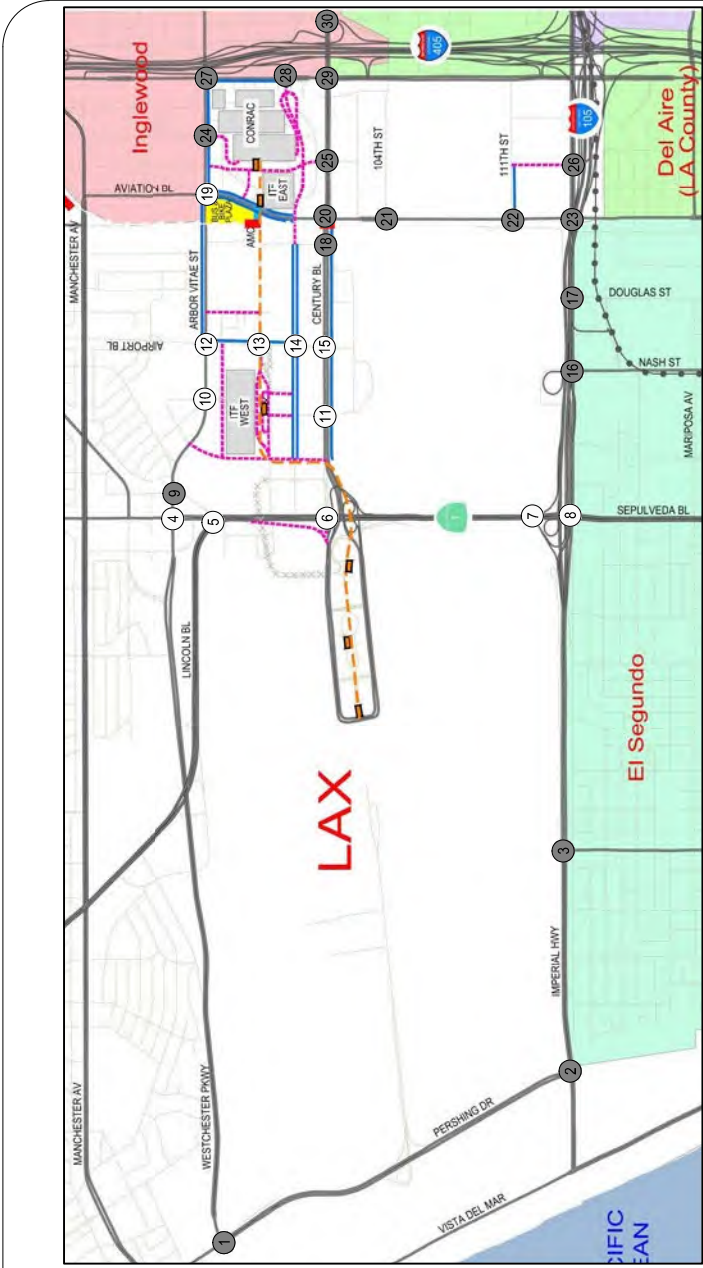 Inglewood
405
30
27
28
29
24
CONRAC
104TH ST
111TH ST
105
Del Aire
(LA County)
25
26
AVIATION BL
19
BUS /
BIKE
PLAZA
ITF
EAST
AMC
20
21
22
23
18
MANCHESTER AV
ARBOR VITAE ST
CENTURY BL
17
DOUGLAS ST
AIRPORT BL
12
13
14
15
16
NASH ST
10
ITF
WEST
11
MARIPOSA AV
9
4
5
6
1
7
8
SEPULVEDA BL
LINCOLN BL
El Segundo
LAX
3
IMPERIAL HWY
2
WESTCHESTER PKWY
MANCHESTER AV
PERSHING DR
VISTA DEL MAR
1
CIFIC
EAN